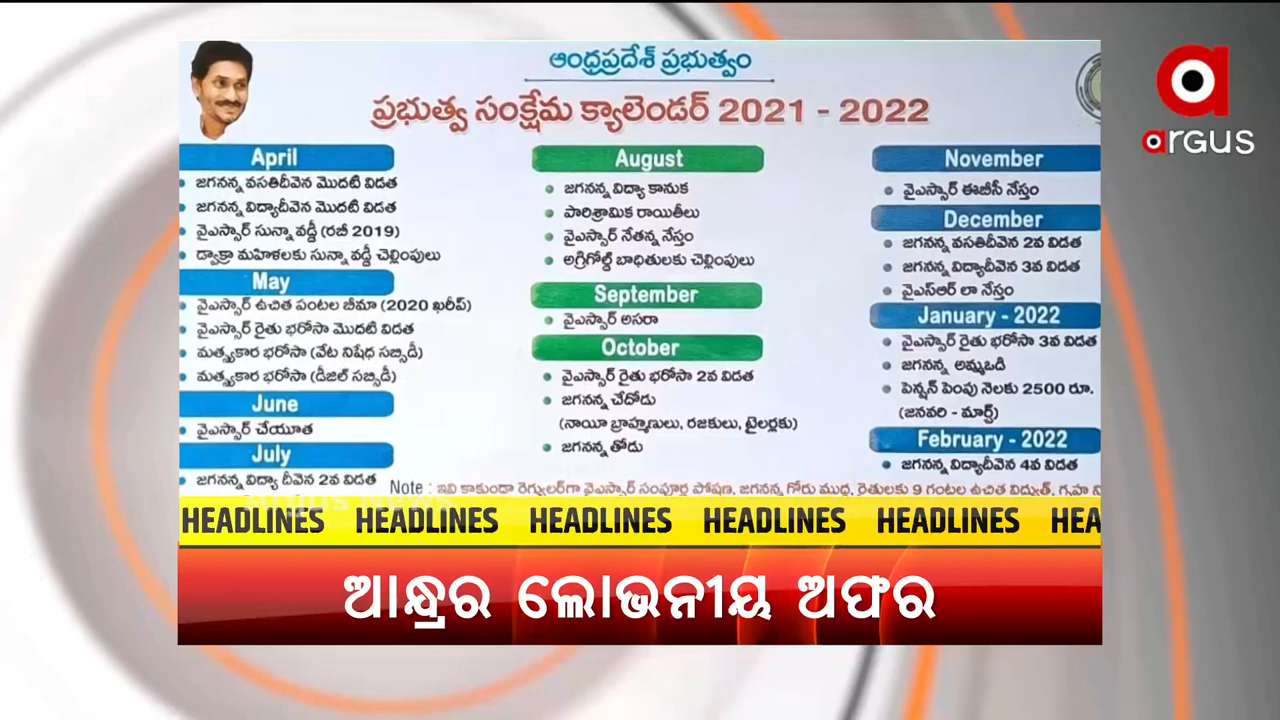 ఆంధ్రప్రదేశ్ ప్రభుత్వం
ప్రభుత్వ సంక్షేమ క్యాలెండర్ 2021 - 2022
April
జగనన్న వసతిదీవెన మొదటి విడత
జగనన్న విద్యాదీవెన మొదటి విడత
వైఎస్సార్ సున్నా వడ్డీ (రబీ 2019)
డ్వాక్రా మహిళలకు సున్నా వడ్డీ చెల్లింపులు
May
వైఎస్సార్ ఉచిత పంటల బీమా (2020 ఖరీప్)
వైఎస్సార్ రైతు భరోసా మొదటి విడత
మత్స్యకార భరోసా (వేట నిషేధ సబ్సిడీ)
మత్స్యకార భరోసా (డీజిల్ సబ్సిడీ)
June
వైఎస్సార్ చేయూత
July
జగనన్న విద్యా దీవెన 2వ విడత
August
జగనన్న విద్యా కానుక
పారిశ్రామిక రాయితీలు
వైఎస్సార్ నేతన్న నేస్తం
అగ్రిగోల్డ్ బాధితులకు చెల్లింపులు
September
వైఎస్సార్ అసరా
October
వైఎస్సార్ రైతు భరోసా 2వ విడత
జగనన్న చేదోడు
(నాయీ బ్రాహ్మణులు, రజకులు, టైలర్లకు)
జగనన్న తోడు
November
వైఎస్సార్ ఈబీసీ నేస్తం
December
జగనన్న వసతిదీవెన 2వ విడత
జగనన్న విద్యాదీవెన 3వ విడత
వైఎస్ఆర్ లా నేస్తం
January - 2022
వైఎస్సార్ రైతు భరోసా 3వ విడత
జగనన్న అమ్మఒడి
పెన్షన్ పెంపు నెలకు 2500 రూ.
(జనవరి - మార్చ్)
February - 2022
జగనన్న విద్యాదీవెన 4వ విడత
Note : ఇవి కాకుండా రెగ్యులర్‌గా వైఎస్సార్ సంపూర్ణ పోషణ, జగనన్న గోరు ముద్ద, రైతులకు 9 గంటల ఉచిత విద్యుత్, గృహ
argus News
HEADLINES HEADLINES HEADLINES HEADLINES HEADLINES HEA
ଆନ୍ଧ୍ରର ଲୋଭନୀୟ ଅଫର
argus